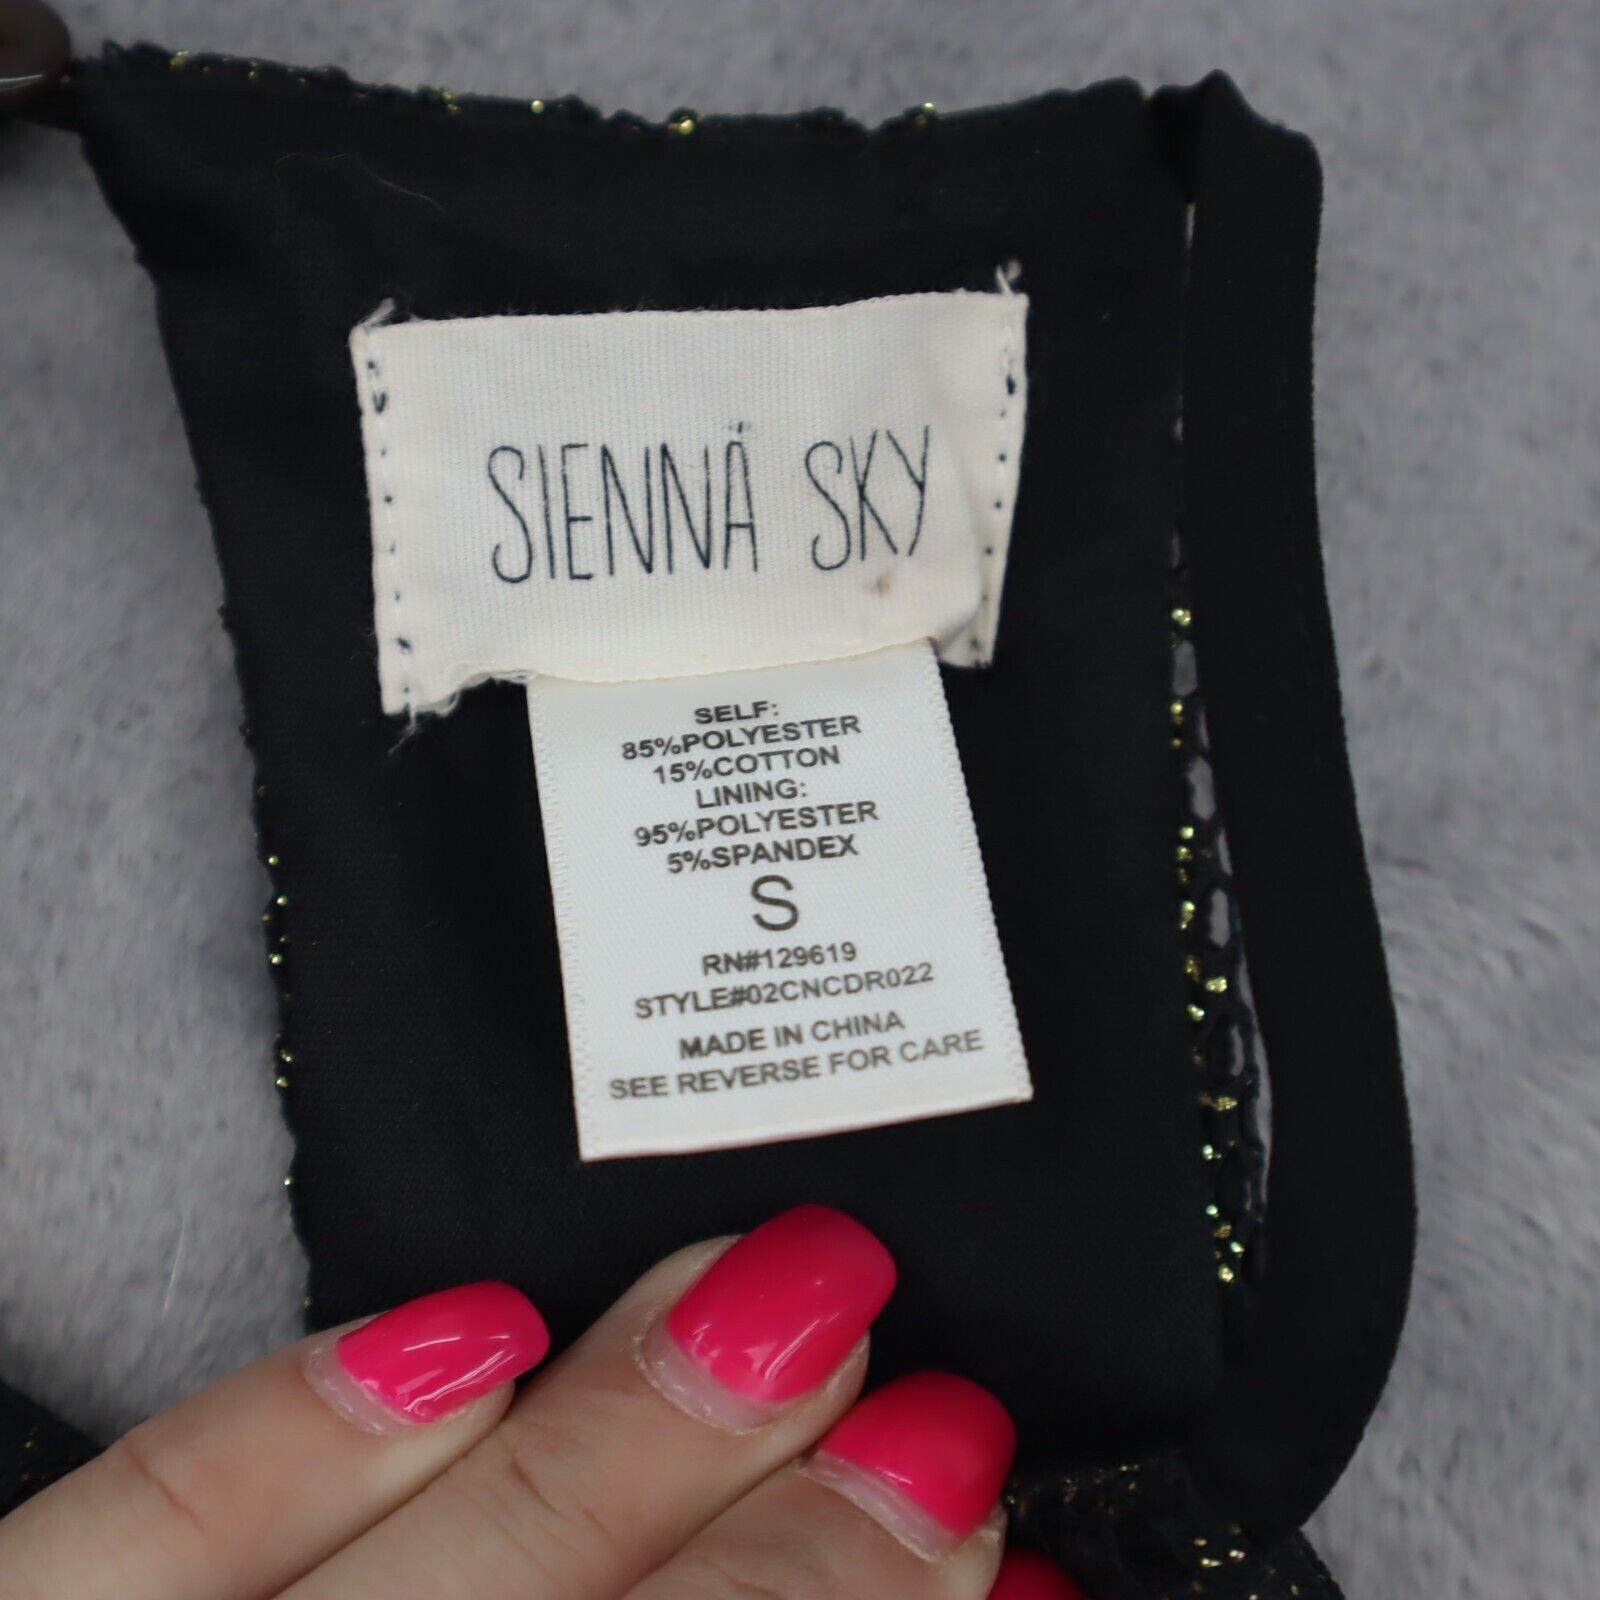 SIENNÄ SKY
SELF:
85%POLYESTER
15%COTTON
LINING:
95%POLYESTER
5%SPANDEX
S
RN#129619
STYLE#02CNCDR022
MADE IN CHINA
SEE REVERSE FOR CARE